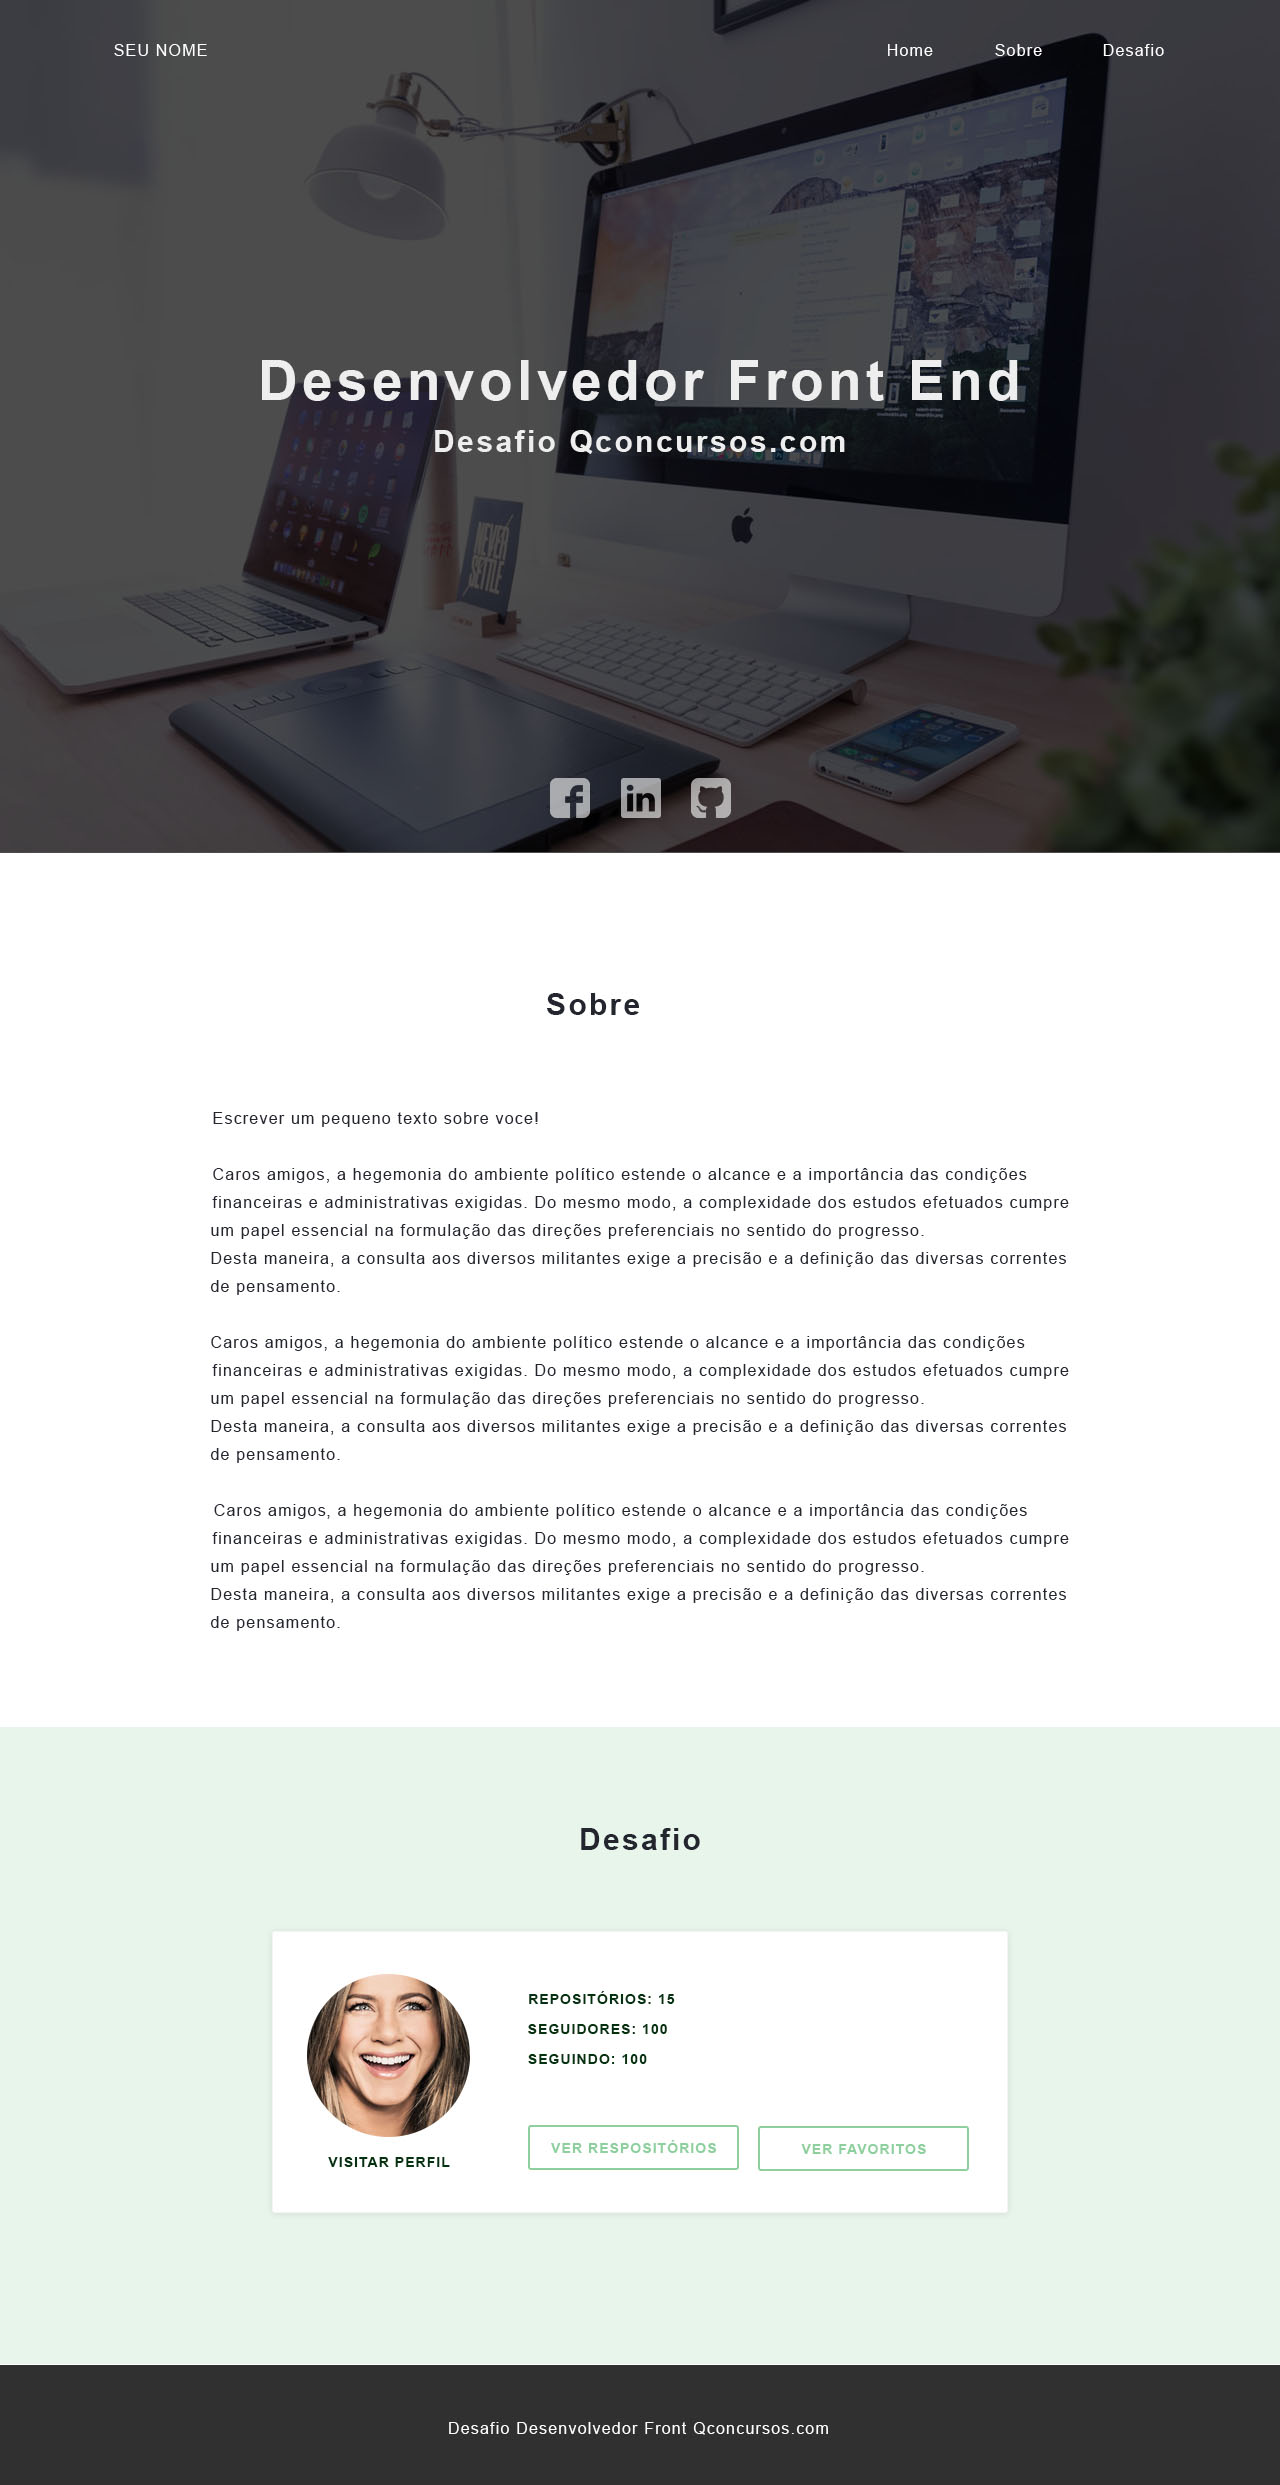 SEU NOME
Home Sobre Desafio
Desenvolvedor Front End
Desafio Qconcursos.com
NEVER
SETTLE
Sobre
Escrever um pequeno texto sobre voce!
Caros amigos, a hegemonia do ambiente político estende o alcance e a importância das condições
financeiras e administrativas exigidas. Do mesmo modo, a complexidade dos estudos efetuados cumpre
um papel essencial na formulação das direções preferenciais no sentido do progresso.
Desta maneira, a consulta aos diversos militantes exige a precisão e a definição das diversas correntes
de pensamento.
Caros amigos, a hegemonia do ambiente político estende o alcance e a importância das condições
financeiras e administrativas exigidas. Do mesmo modo, a complexidade dos estudos efetuados cumpre
um papel essencial na formulação das direções preferenciais no sentido do progresso.
Desta maneira, a consulta aos diversos militantes exige a precisão e a definição das diversas correntes
de pensamento.
Caros amigos, a hegemonia do ambiente político estende o alcance e a importância das condições
financeiras e administrativas exigidas. Do mesmo modo, a complexidade dos estudos efetuados cumpre
um papel essencial na formulação das direções preferenciais no sentido do progresso.
Desta maneira, a consulta aos diversos militantes exige a precisão e a definição das diversas correntes
de pensamento.
Desafio
REPOSITÓRIOS: 15
SEGUIDORES: 100
SEGUINDO: 100
VER RESPOSITÓRIOS VER FAVORITOS
VISITAR PERFIL
Desafio Desenvolvedor Front Qconcursos.com